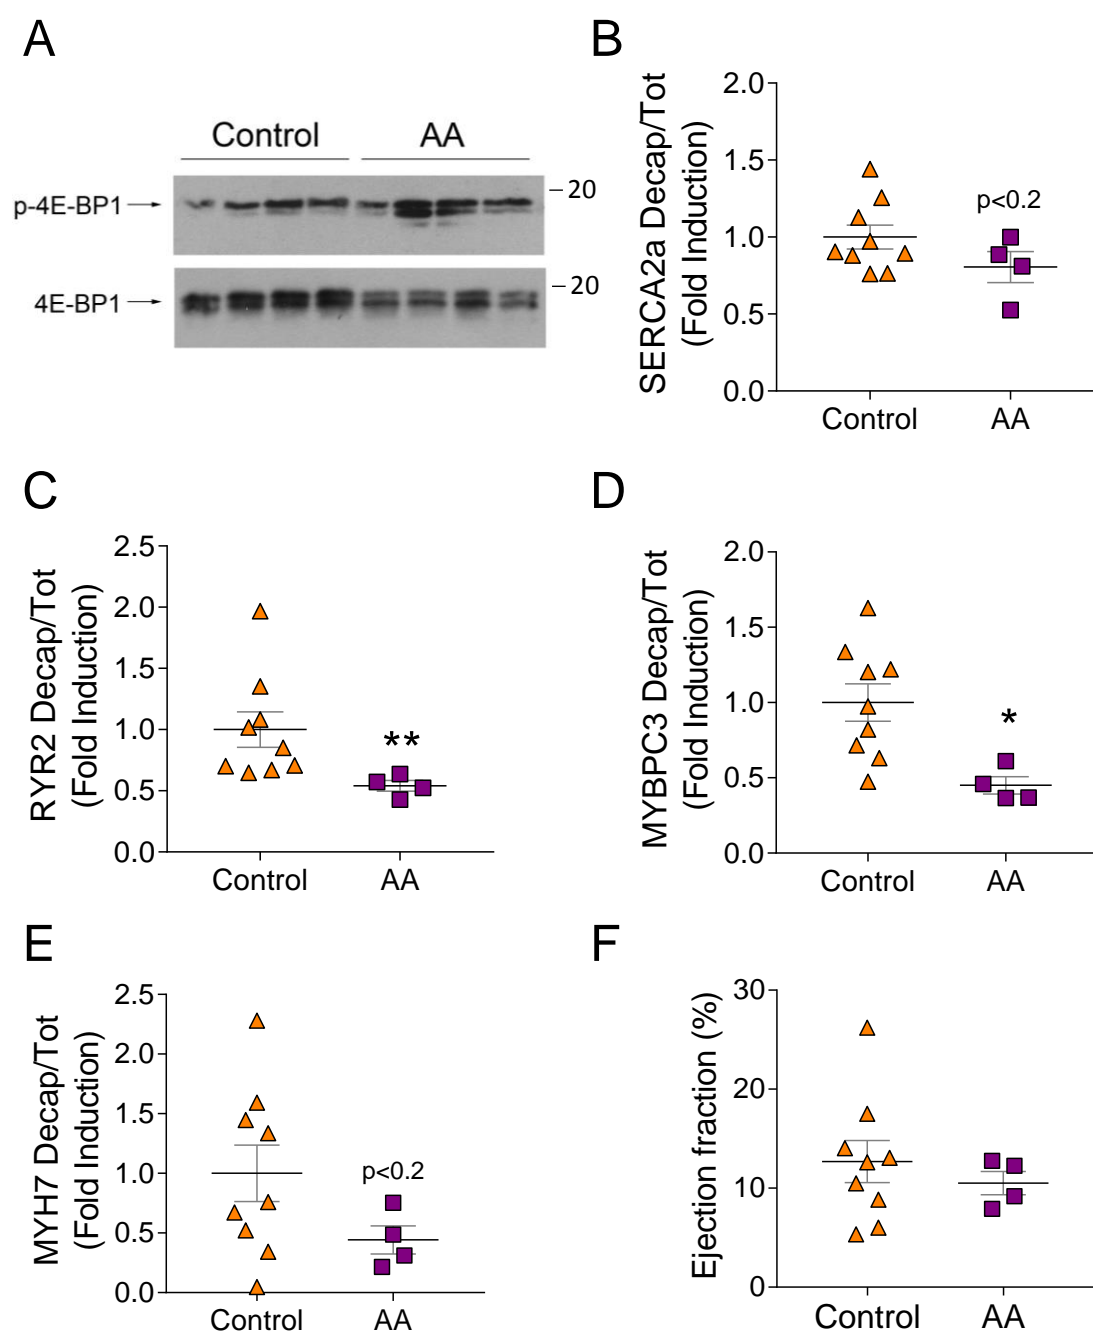 A
Control AA
p-4E-BP1
20
4E-BP1
20
B
SERCA2a Decap/Tot
(Fold Induction)
2.0
1.5
1.0
0.5
0.0
p<0.2
Control AA
C
RYR2 Decap/Tot
(Fold Induction)
2.5
2.0
1.5
1.0
0.5
0.0
**
Control AA
D
MYBPC3 Decap/Tot
(Fold Induction)
2.0
1.5
1.0
0.5
0.0
*
Control AA
E
MYH7 Decap/Tot
(Fold Induction)
2.5
2.0
1.5
1.0
0.5
0.0
p<0.2
Control AA
F
Ejection fraction (%)
30
20
10
0
Control AA